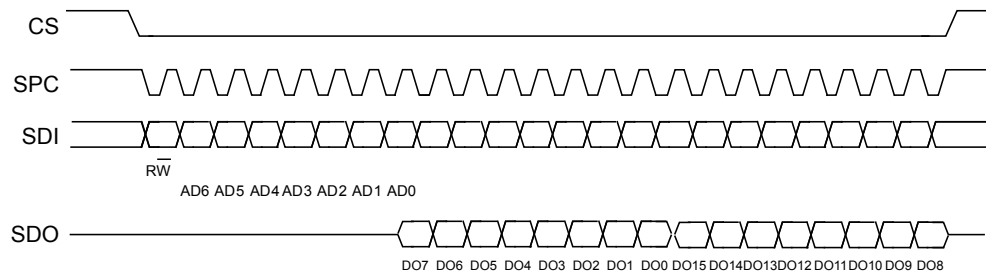 CS
SPC
SDI
RW
AD6 AD5 AD4 AD3 AD2 AD1 AD0
SDO
DO7 DO6 DO5 DO4 DO3 DO2 DO1 DO0 DO15 DO14 DO13 DO12 DO11 DO10 DO9 DO8